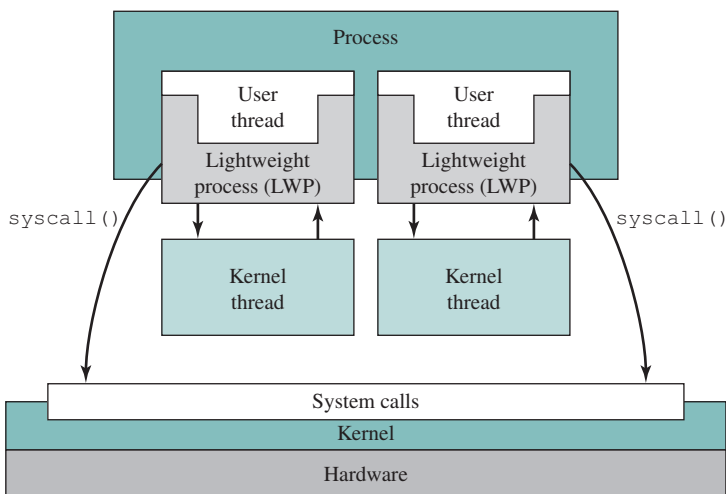 Process
User
thread
User
thread
Lightweight
process (LWP)
Lightweight
process (LWP)
syscall()
syscall()
Kernel
thread
Kernel
thread
System calls
Kernel
Hardware